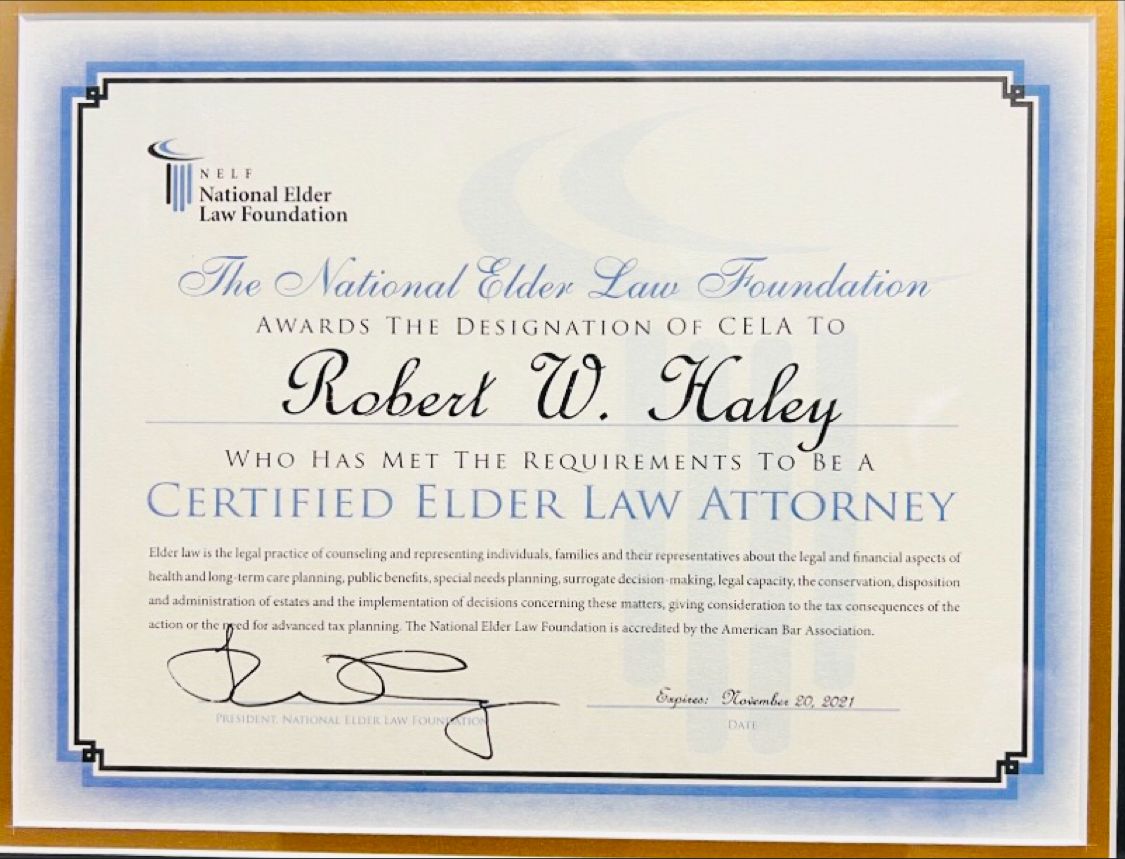 NELF
National Elder
Law Foundation
The National Elder Law Foundation
AWARDS THE DESIGNATION OF CELA TO
Robert W. Haley
WHO HAS MET THE REQUIREMENTS TO BE A
CERTIFIED ELDER LAW ATTORNEY
Elder law is the legal practice of counseling and representing individuals, families and their representatives about the legal and financial aspects of
health and long-term care planning, public benefits, special needs planning, surrogate decision-making, legal capacity, the conservation, disposition
and administration of estates and the implementation of decisions concerning these matters, giving consideration to the tax consequences of the
action or the need for advanced tax planning. The National Elder Law Foundation is accredited by the American Bar Association.
Expires: November 20, 2021
PRESIDENT, NATIONAL ELDER LAW FOUNDATION
DATE